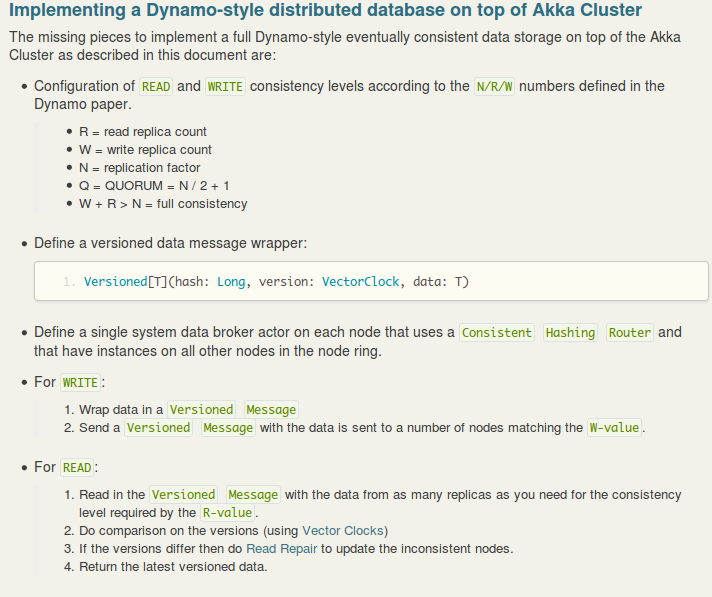 Implementing a Dynamo-style distributed database on top of Akka Cluster
The missing pieces to implement a full Dynamo-style eventually consistent data storage on top of the Akka
Cluster as described in this document are:
• Configuration of READ and WRITE consistency levels according to the N/R/W numbers defined in the
Dynamo paper.
• R = read replica count
• W = write replica count
• N = replication factor
• Q = QUORUM = N / 2 + 1
• W + R > N = full consistency
• Define a versioned data message wrapper:
1. Versioned[T](hash: Long, version: VectorClock, data: T)
• Define a single system data broker actor on each node that uses a Consistent Hashing Router and
that have instances on all other nodes in the node ring.
• For WRITE:
1. Wrap data in a Versioned Message
2. Send a Versioned Message with the data is sent to a number of nodes matching the W-value.
• For READ:
1. Read in the Versioned Message with the data from as many replicas as you need for the consistency
level required by the R-value.
2. Do comparison on the versions (using Vector Clocks)
3. If the versions differ then do Read Repair to update the inconsistent nodes.
4. Return the latest versioned data.